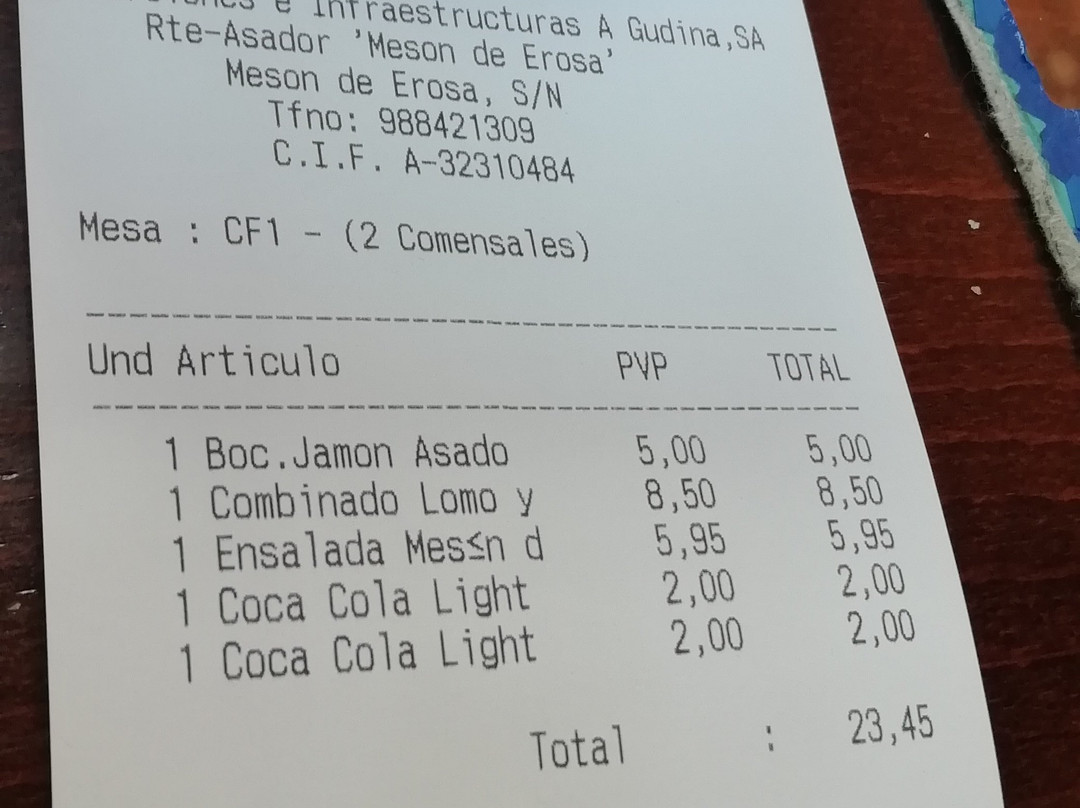 e Infraestructuras A Gudina,SA
Rte-Asador 'Meson de Erosa'
Meson de Erosa, S/N
Tfno: 988421309
C.I.F. A-32310484
Mesa : CF1 - (2 Comensales)
Und Articulo PVP TOTAL
1 Boc.Jamon Asado 5,00 5,00
1 Combinado Lomo y 8,50 8,50
1 Ensalada Mes≤n d 5,95 5,95
1 Coca Cola Light 2,00 2,00
1 Coca Cola Light 2,00 2,00
Total : 23,45